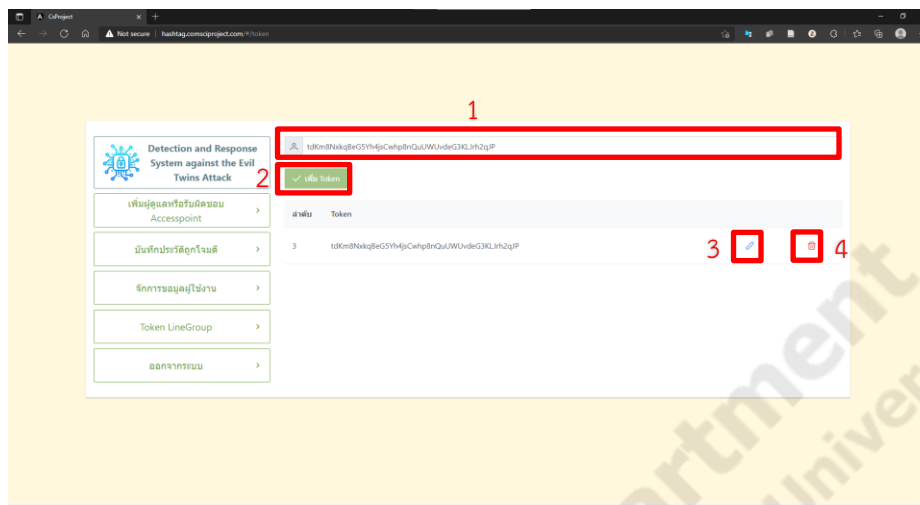 CsProject
Not secure
hashtag.comsciproject.com/#/token
1
Detection and Response
System against the Evil
Twins Attack
tdKm8NxkqBeG5Yh4jsCwhp8nQuUWUvdeG3KLJrh2qJP
2
เพิ่ม Token
เพิ่มผู้ดูแลหรือรับผิดชอบ
Accesspoint
ลำดับ Token
บันทึกประวัติถูกโจมตี
3 tdKm8NxkqBeG5Yh4jsCwhp8nQuUWUvdeG3KLJrh2qJP
3
4
จัดการขอมูลผู้ใช้งาน
Token LineGroup
ออกจากระบบ